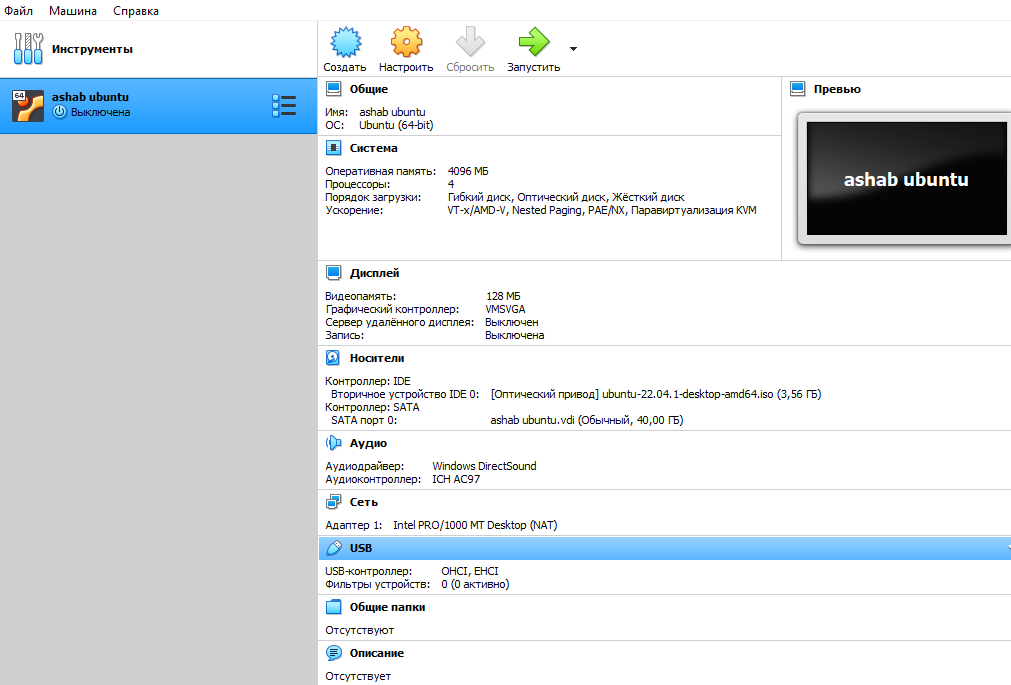 Файл Машина Справка
Инструменты
Создать Настроить Сбросить Запустить
64
ashab ubuntu
Выключена
Общие
Имя: ashab ubuntu
ОС: Ubuntu (64-bit)
Превью
ashab ubuntu
Система
Оперативная память: 4096 МБ
Процессоры: 4
Порядок загрузки: Гибкий диск, Оптический диск, Жёсткий диск
Ускорение: VT-x/AMD-V, Nested Paging, PAE/NX, Паравиртуализация KVM
Дисплей
Видеопамять: 128 МБ
Графический контроллер: VMSVGA
Сервер удалённого дисплея: Выключен
Запись: Выключена
Носители
Контроллер: IDE
Вторичное устройство IDE 0: [Оптический привод] ubuntu-22.04.1-desktop-amd64.iso (3,56 ГБ)
Контроллер: SATA
SATA порт 0: ashab ubuntu.vdi (Обычный, 40,00 ГБ)
Аудио
Аудиодрайвер: Windows DirectSound
Аудиоконтроллер: ICH AC97
Сеть
Адаптер 1: Intel PRO/1000 MT Desktop (NAT)
USB
USB-контроллер: OHCI, EHCI
Фильтры устройств: 0 (0 активно)
Общие папки
Отсутствуют
Описание
Отсутствует